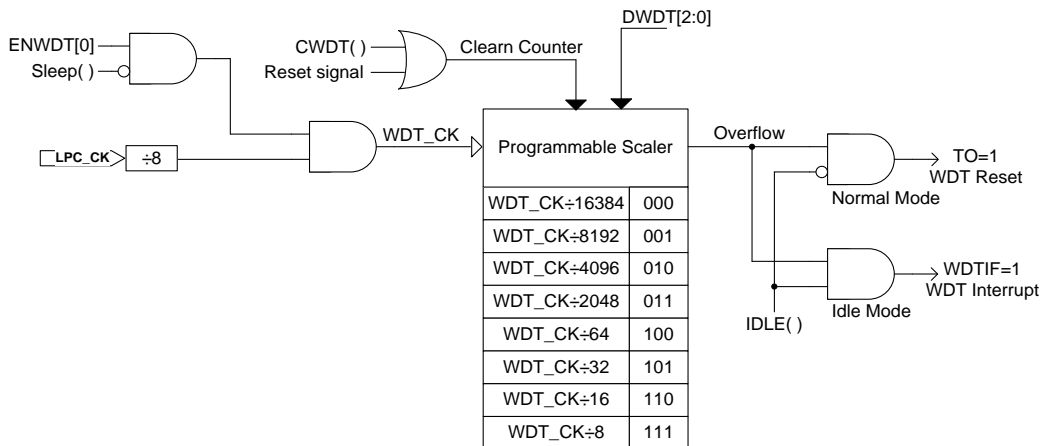 DWDT[2:0]
ENWDT[0]
Sleep( )
CWDT( )
Reset signal
Clearn Counter
LPC_CK
÷8
WDT_CK
Programmable Scaler
Overflow
WDT_CK÷16384 000
WDT_CK÷8192 001
WDT_CK÷4096 010
WDT_CK÷2048 011
WDT_CK÷64 100
WDT_CK÷32 101
WDT_CK÷16 110
WDT_CK÷8 111
TO=1
WDT Reset
Normal Mode
WDTIF=1
WDT Interrupt
Idle Mode
IDLE( )